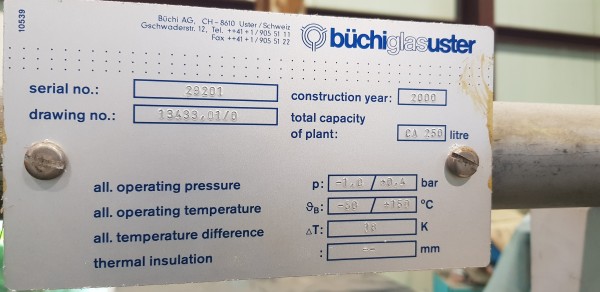 10539
Büchi AG, CH-8610 Uster/Schweiz
Gschwaderstr. 12, Tel. ++41+1/905 51 11
Fax ++41+1/905 51 22
büchiglasuster
serial no.: 28201
construction year: 2000
drawing no.: 13433,01/0
total capacity
of plant: CA 250 litre
all. operating pressure p: -1,0 / +0,4 bar
all. operating temperature ϑB: / +150 °C
all. temperature difference ΔT: K
thermal insulation : -- mm